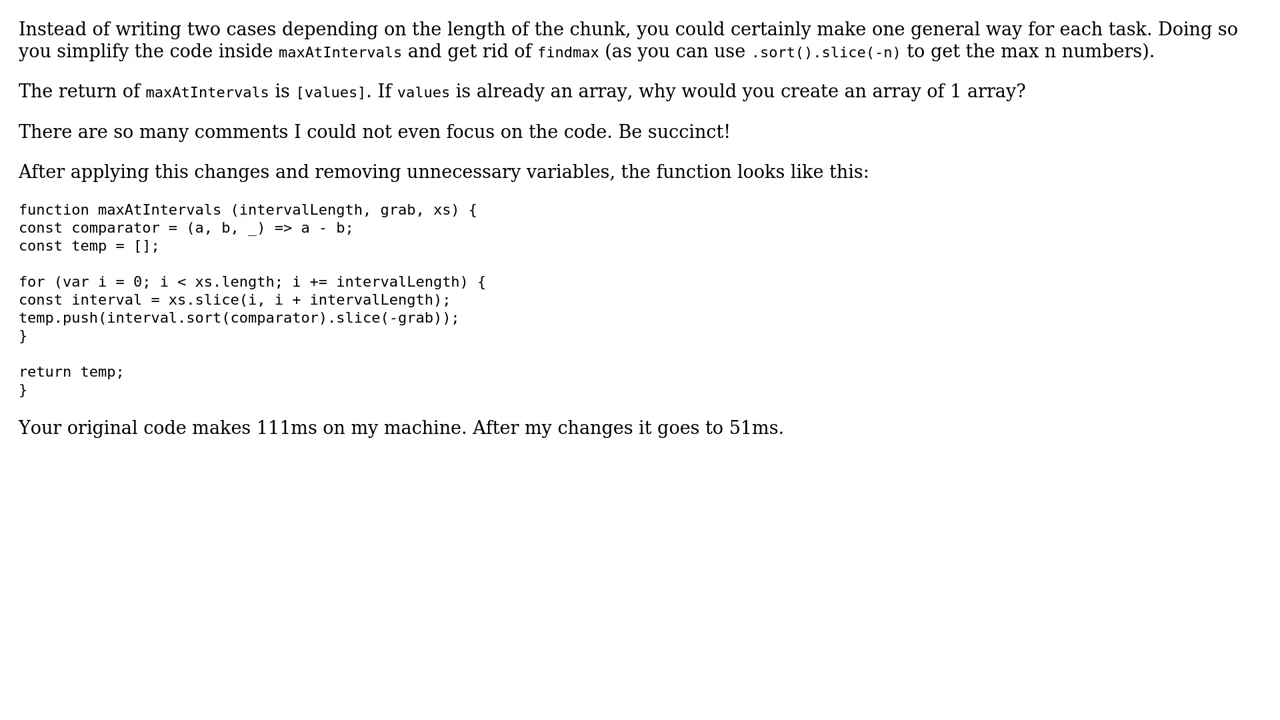 Instead of writing two cases depending on the length of the chunk, you could certainly make one general way for each task. Doing so
you simplify the code inside maxAtIntervals and get rid of findmax (as you can use .sort().slice(-n) to get the max n numbers).
The return of maxAtIntervals is [values]. If values is already an array, why would you create an array of 1 array?
There are so many comments I could not even focus on the code. Be succinct!
After applying this changes and removing unnecessary variables, the function looks like this:
function maxAtIntervals (intervalLength, grab, xs) {
const comparator = (a, b, _) => a - b;
const temp = [];
for (var i = 0; i < xs.length; i += intervalLength) {
const interval = xs.slice(i, i + intervalLength);
temp.push(interval.sort(comparator).slice(-grab));
}
return temp;
}
Your original code makes 111ms on my machine. After my changes it goes to 51ms.